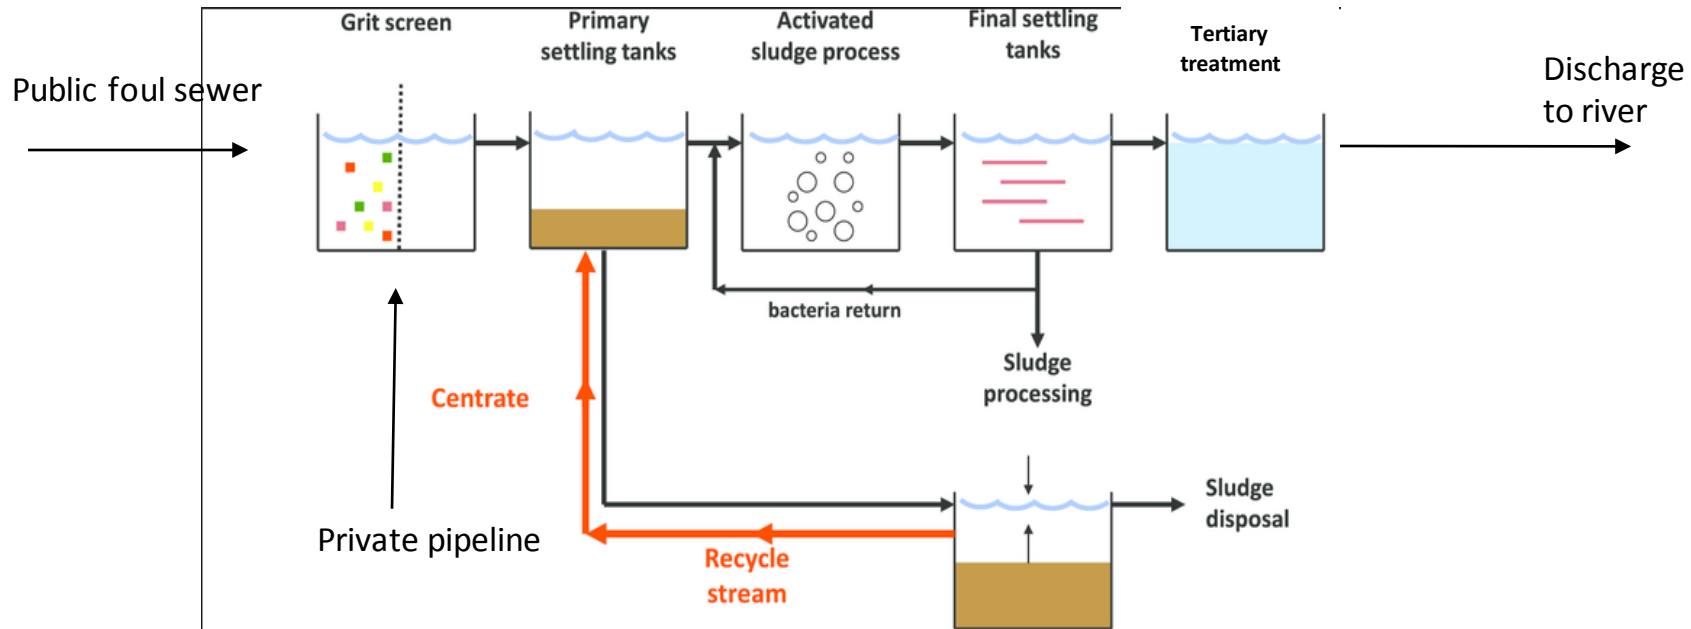 Grit screen
Primary
settling tanks
Activated
sludge process
Final settling
tanks
Tertiary
treatment
Public foul sewer
Discharge
to river
bacteria return
Sludge
processing
Centrate
Private pipeline
Recycle
stream
Sludge
disposal